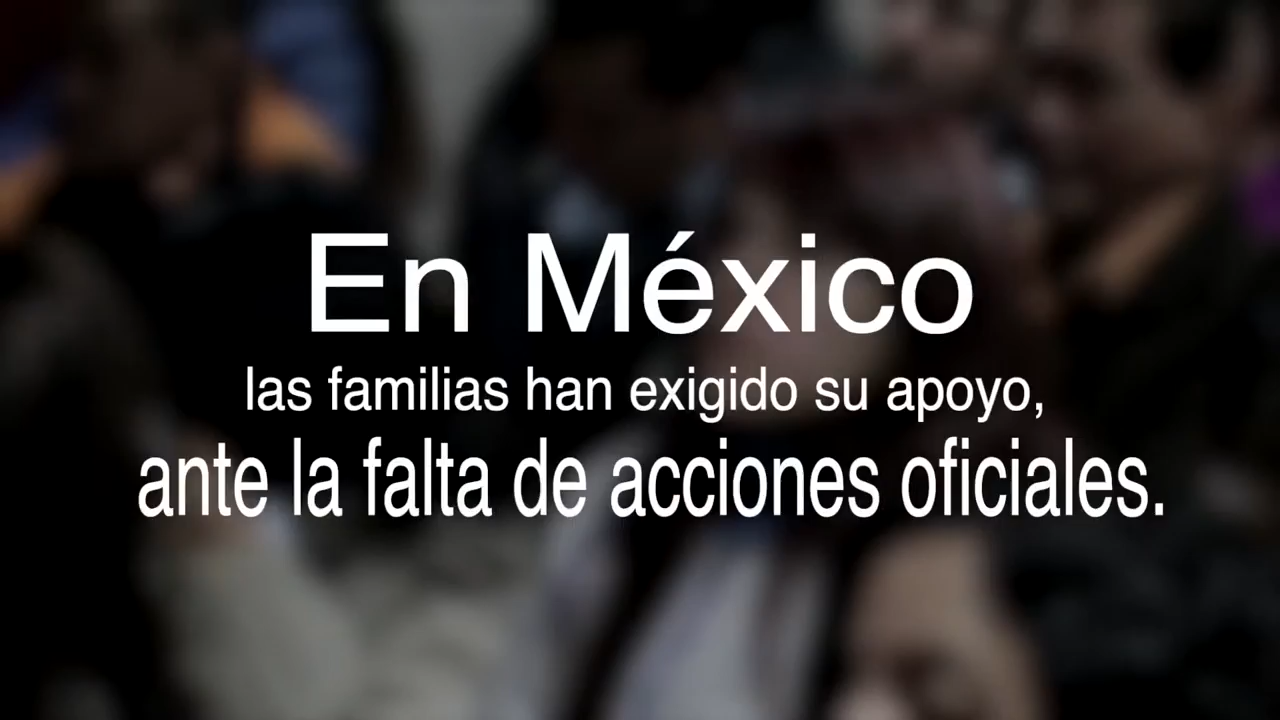 En México
las familias han exigido su apoyo,
ante la falta de acciones oficiales.